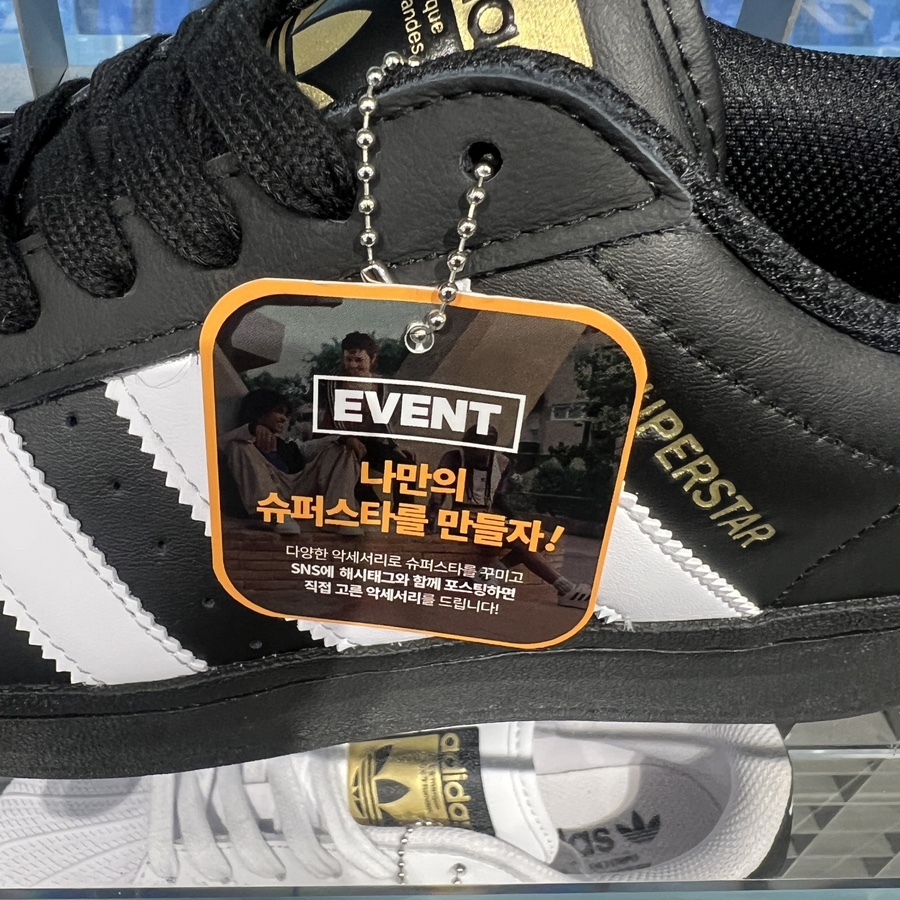 adidas
EVENT
나만의
슈퍼스타를 만들자!
다양한 악세서리로 슈퍼스타를 꾸미고
SNS에 해시태그와 함께 포스팅하면
직접 고른 악세서리를 드립니다!
SUPERSTAR
adidas
adidas